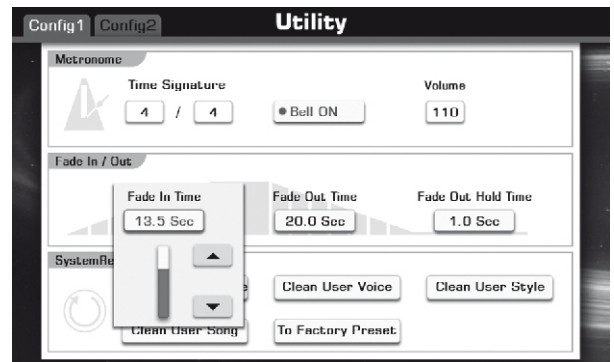 Config1 Config2 Utility
Metronome
Time Signature Volume
4 / 4 Bell ON 110
Fade In / Out
Fade In Time Fade Out Time Fade Out Hold Time
13.5 Sec 20.0 Sec 1.0 Sec
SystemRe
Clean User Voice Clean User Style
Clean User Song To Factory Preset